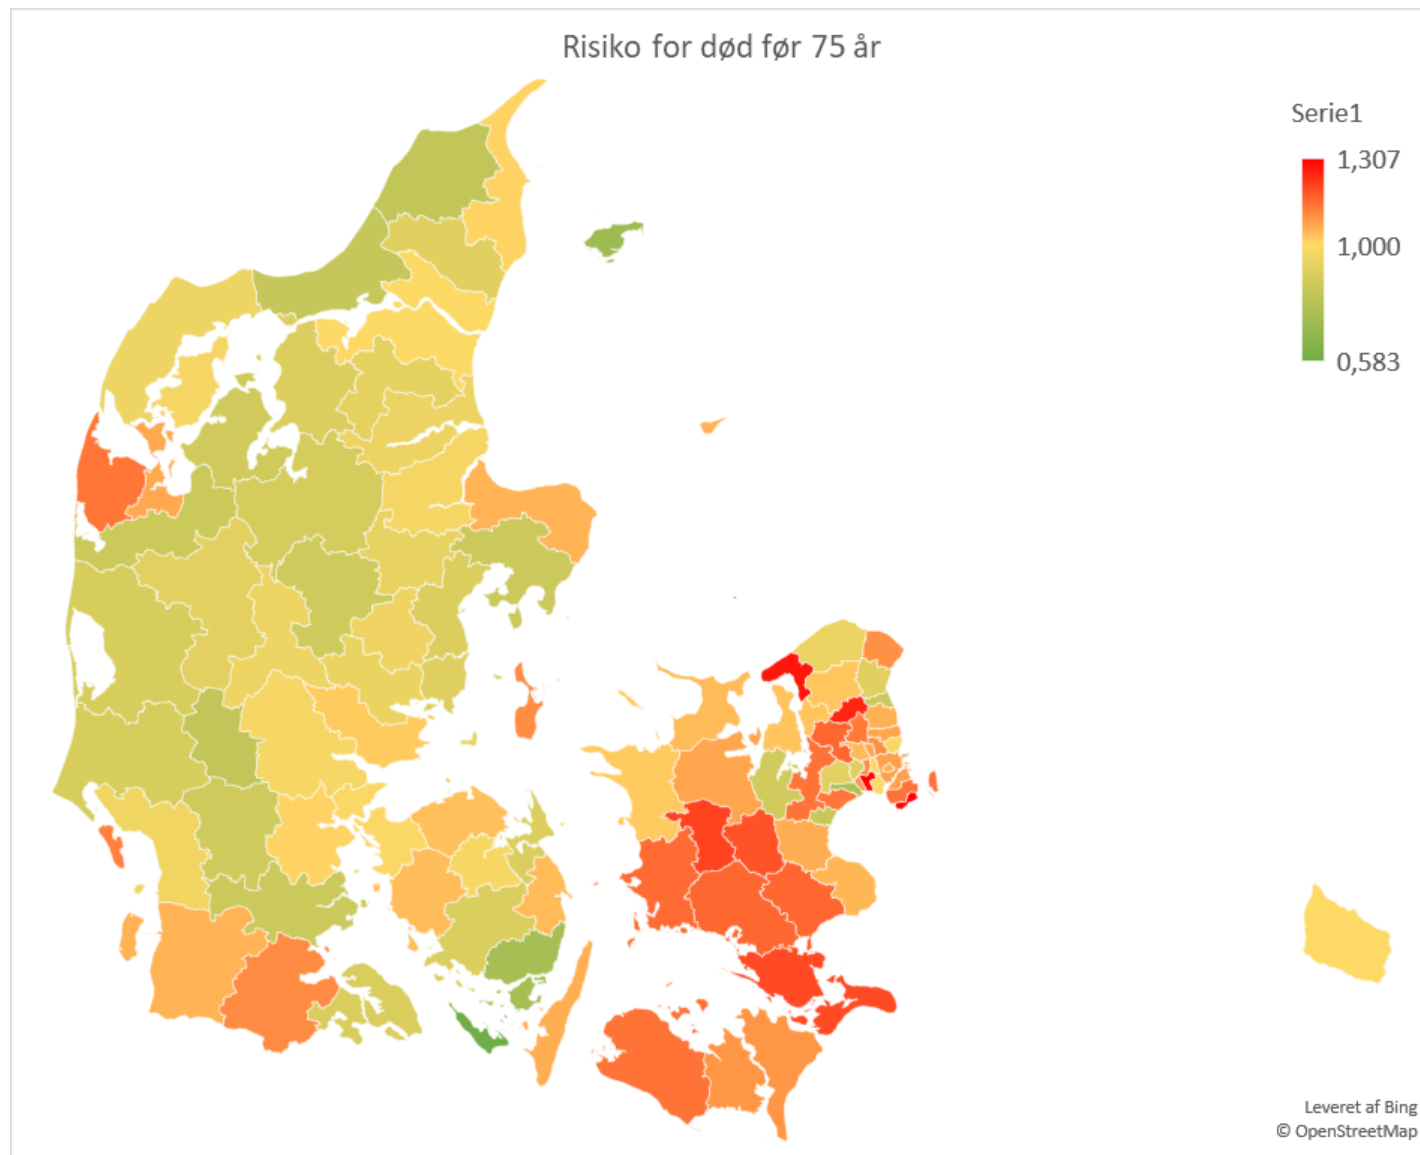 Risiko for død før 75 år
Serie1
1,307
1,000
0,583
Leveret af Bing
© OpenStreetMap